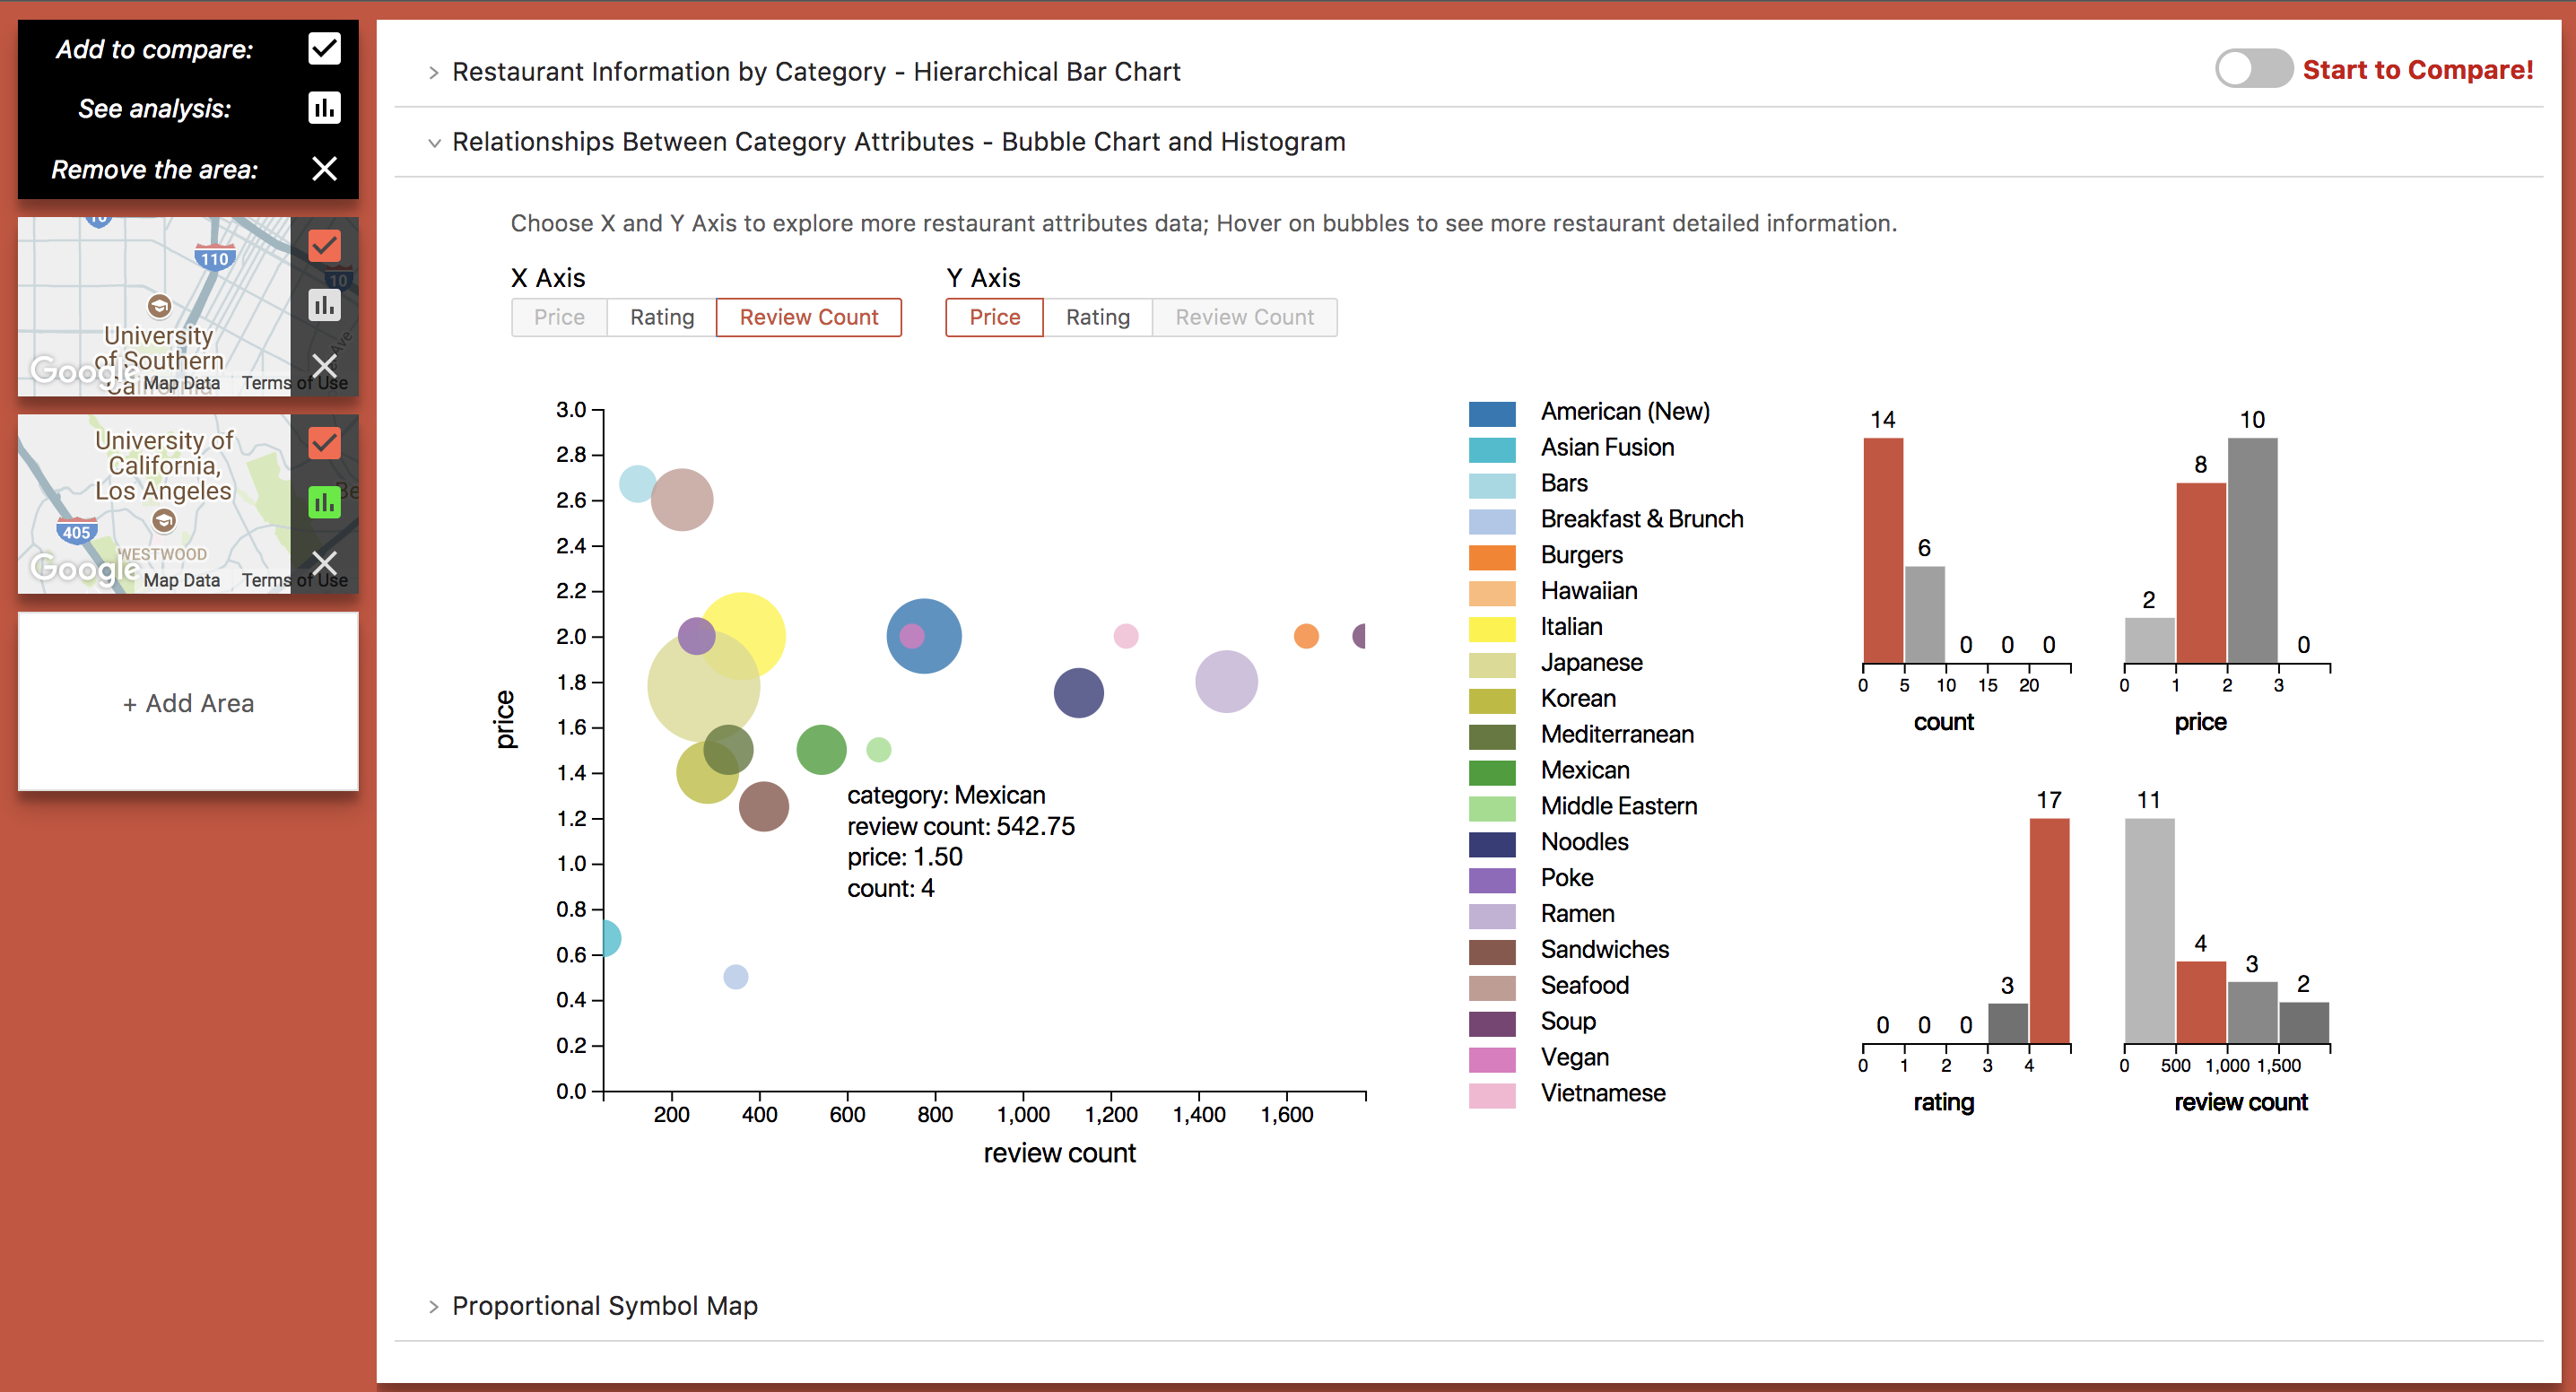 Add to compare:
See analysis:
Remove the area:
10
110
10
University
of Southern
California
Ave
Google
Map Data
Terms of Use
University of
California,
Los Angeles
Be
405
WESTWOOD
Google
Map Data
Terms of Use
+ Add Area
Restaurant Information by Category - Hierarchical Bar Chart
Start to Compare!
Relationships Between Category Attributes - Bubble Chart and Histogram
Choose X and Y Axis to explore more restaurant attributes data; Hover on bubbles to see more restaurant detailed information.
X Axis
Price Rating Review Count
Y Axis
Price Rating Review Count
3.0
2.8
2.6
2.4
2.2
2.0
1.8
1.6
1.4
1.2
1.0
0.8
0.6
0.4
0.2
0.0
price
200 400 600 800 1,000 1,200 1,400 1,600
review count
category: Mexican
review count: 542.75
price: 1.50
count: 4
American (New)
Asian Fusion
Bars
Breakfast & Brunch
Burgers
Hawaiian
Italian
Japanese
Korean
Mediterranean
Mexican
Middle Eastern
Noodles
Poke
Ramen
Sandwiches
Seafood
Soup
Vegan
Vietnamese
14 6 0 0 0
0 5 10 15 20
count
2 8 10 0
0 1 2 3
price
0 0 0 3 17
0 1 2 3 4
rating
11 4 3 2
0 500 1,000 1,500
review count
Proportional Symbol Map